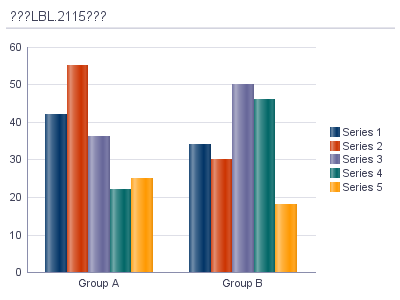 ???LBL.2115???
60
50
40
30
20
10
0
Group A
Group B
Series 1
Series 2
Series 3
Series 4
Series 5